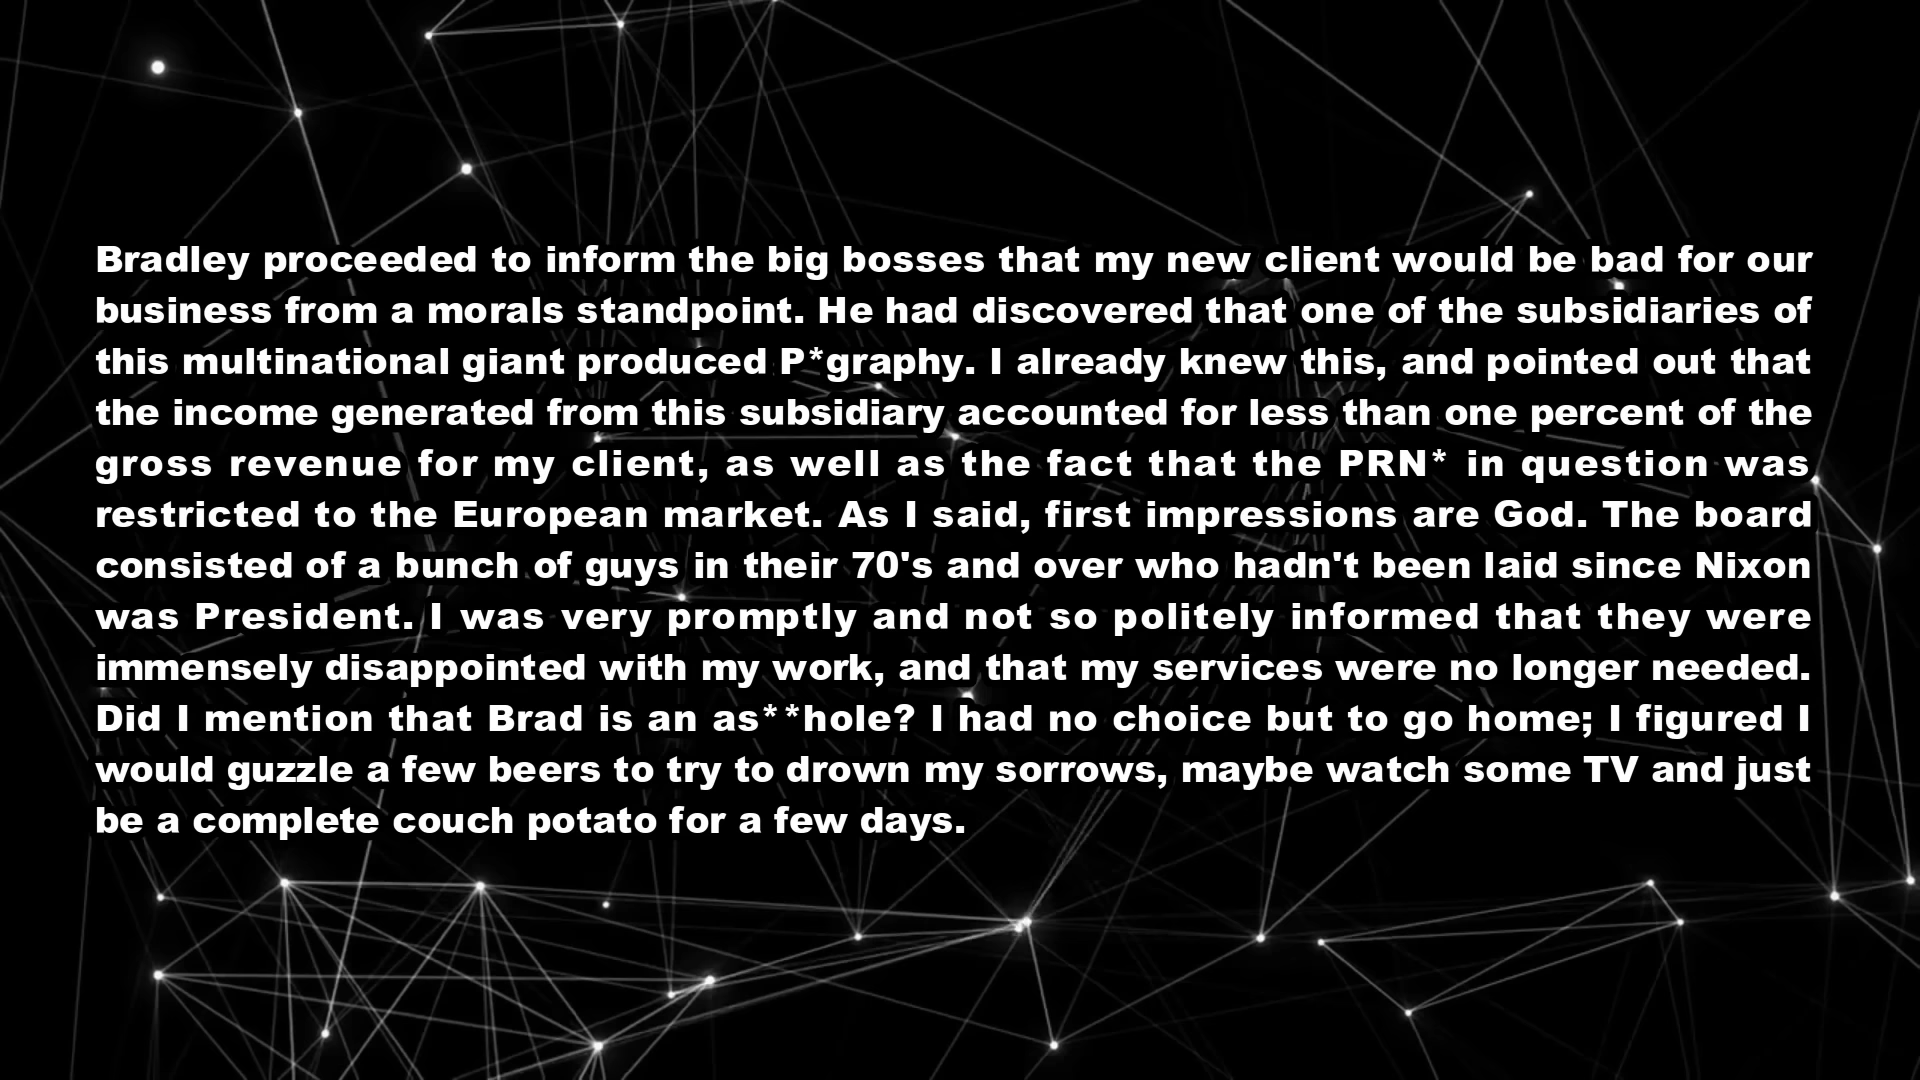 Bradley proceeded to inform the big bosses that my new client would be bad for our
business from a morals standpoint. He had discovered that one of the subsidiaries of
this multinational giant produced P*graphy. I already knew this, and pointed out that
the income generated from this subsidiary accounted for less than one percent of the
gross revenue for my client, as well as the fact that the PRN* in question was
restricted to the European market. As I said, first impressions are God. The board
consisted of a bunch of guys in their 70's and over who hadn't been laid since Nixon
was President. I was very promptly and not so politely informed that they were
immensely disappointed with my work, and that my services were no longer needed.
Did I mention that Brad is an as**hole? I had no choice but to go home; I figured I
would guzzle a few beers to try to drown my sorrows, maybe watch some TV and just
be a complete couch potato for a few days.